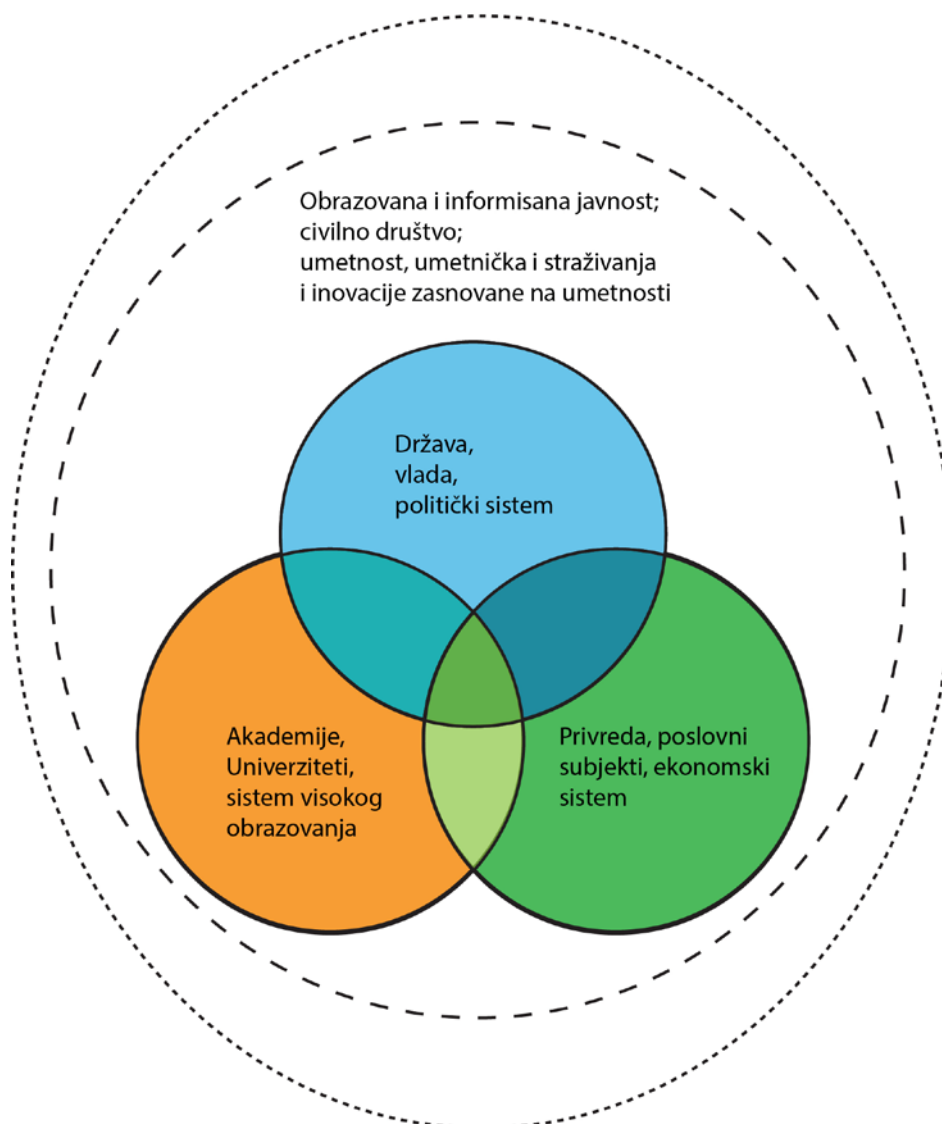 Obrazovana i informisana javnost;
civilno društvo;
umetnost, umetnička i straživanja
i inovacije zasnovane na umetnosti
Država,
vlada,
politički sistem
Akademije,
Univerziteti,
sistem visokog
obrazovanja
Privreda, poslovni
subjekti, ekonomski
sistem